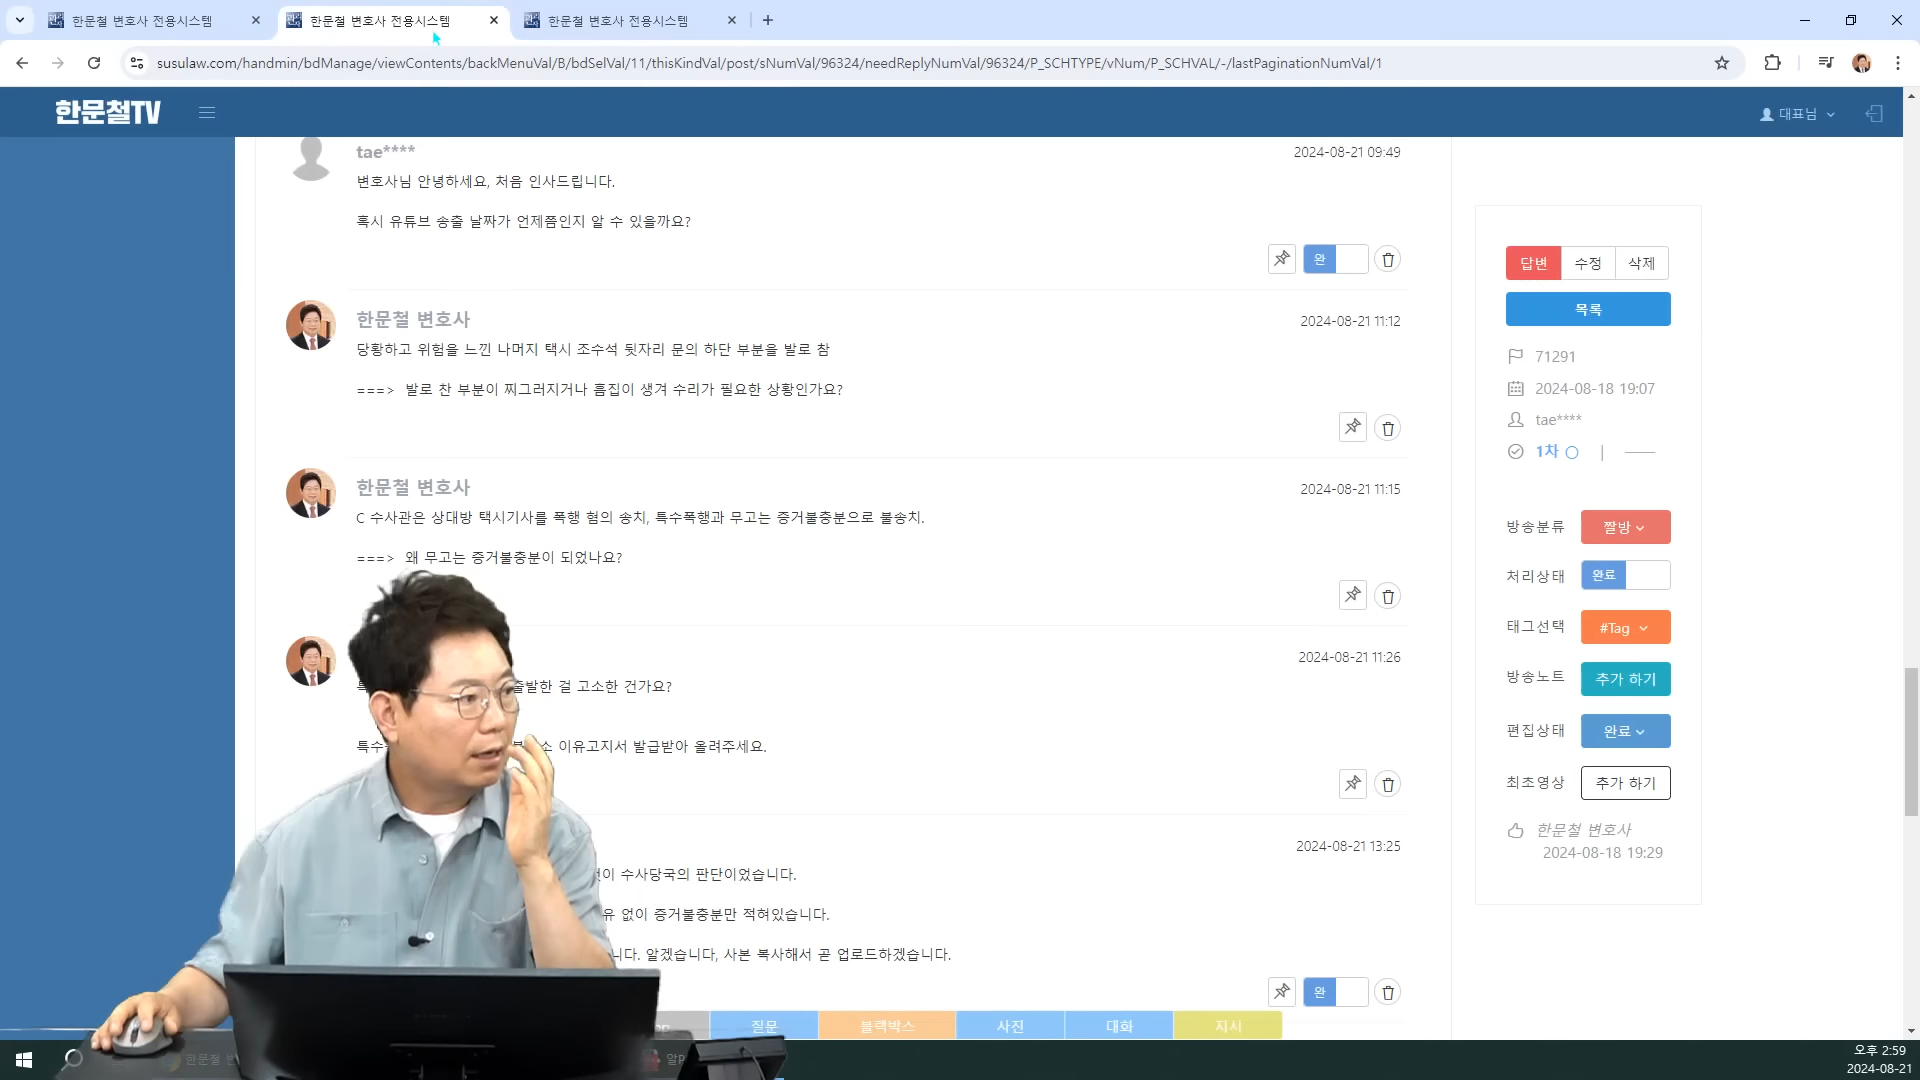 한문철 변호사 전용시스템
한문철 변호사 전용시스템
한문철 변호사 전용시스템
susulaw.com/handmin/bdManage/viewContents/backMenuVal/B/bdSelVal/11/thisKindVal/post/sNumVal/96324/needReplyNumVal/96324/P_SCHTYPE/vNum/P_SCHVAL/-/lastPaginationNumVal/1
한문철TV
대표님
tae****
2024-08-21 09:49
변호사님 안녕하세요, 처음 인사드립니다.
혹시 유튜브 송출 날짜가 언제쯤인지 알 수 있을까요?
완
한문철 변호사
2024-08-21 11:12
당황하고 위험을 느낀 나머지 택시 조수석 뒷자리 문의 하단 부분을 발로 참
===> 발로 찬 부분이 찌그러지거나 흠집이 생겨 수리가 필요한 상황인가요?
한문철 변호사
2024-08-21 11:15
C 수사관은 상대방 택시기사를 폭행 혐의 송치, 특수폭행과 무고는 증거불충분으로 불송치.
===> 왜 무고는 증거불충분이 되었나요?
2024-08-21 11:26
출발한 걸 고소한 건가요?
특수
소 이유고지서 발급받아 올려주세요.
2024-08-21 13:25
이 수사당국의 판단이었습니다.
유 없이 증거불충분만 적혀있습니다.
니다. 알겠습니다, 사본 복사해서 곧 업로드하겠습니다.
완
질문
블랙박스
사진
대화
지시
답변
수정
삭제
목록
71291
2024-08-18 19:07
tae****
1차 ○ | ——
방송분류
짤방
처리상태
완료
태그선택
#Tag
방송노트
추가 하기
편집상태
완료
최초영상
추가 하기
한문철 변호사
2024-08-18 19:29
한문철 변
오후 2:59
2024-08-21